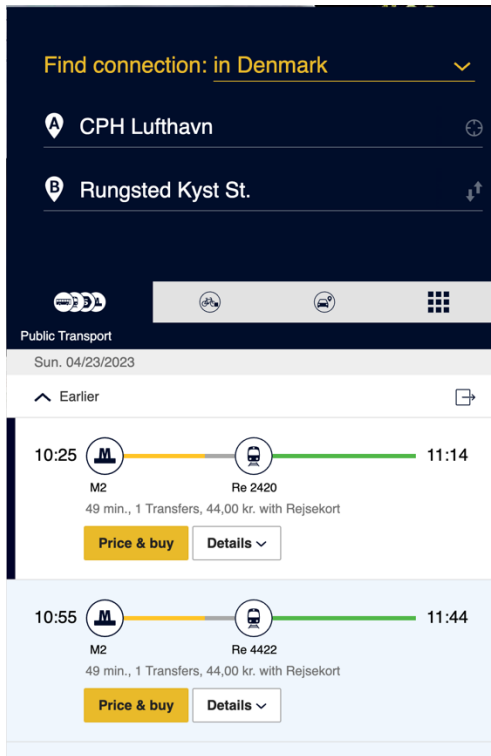 Find connection: in Denmark
A CPH Lufthavn
B Rungsted Kyst St.
Public Transport
Sun. 04/23/2023
Earlier
10:25 M 11:14
M2 Re 2420
49 min., 1 Transfers, 44,00 kr. with Rejsekort
Price & buy Details
10:55 M 11:44
M2 Re 4422
49 min., 1 Transfers, 44,00 kr. with Rejsekort
Price & buy Details